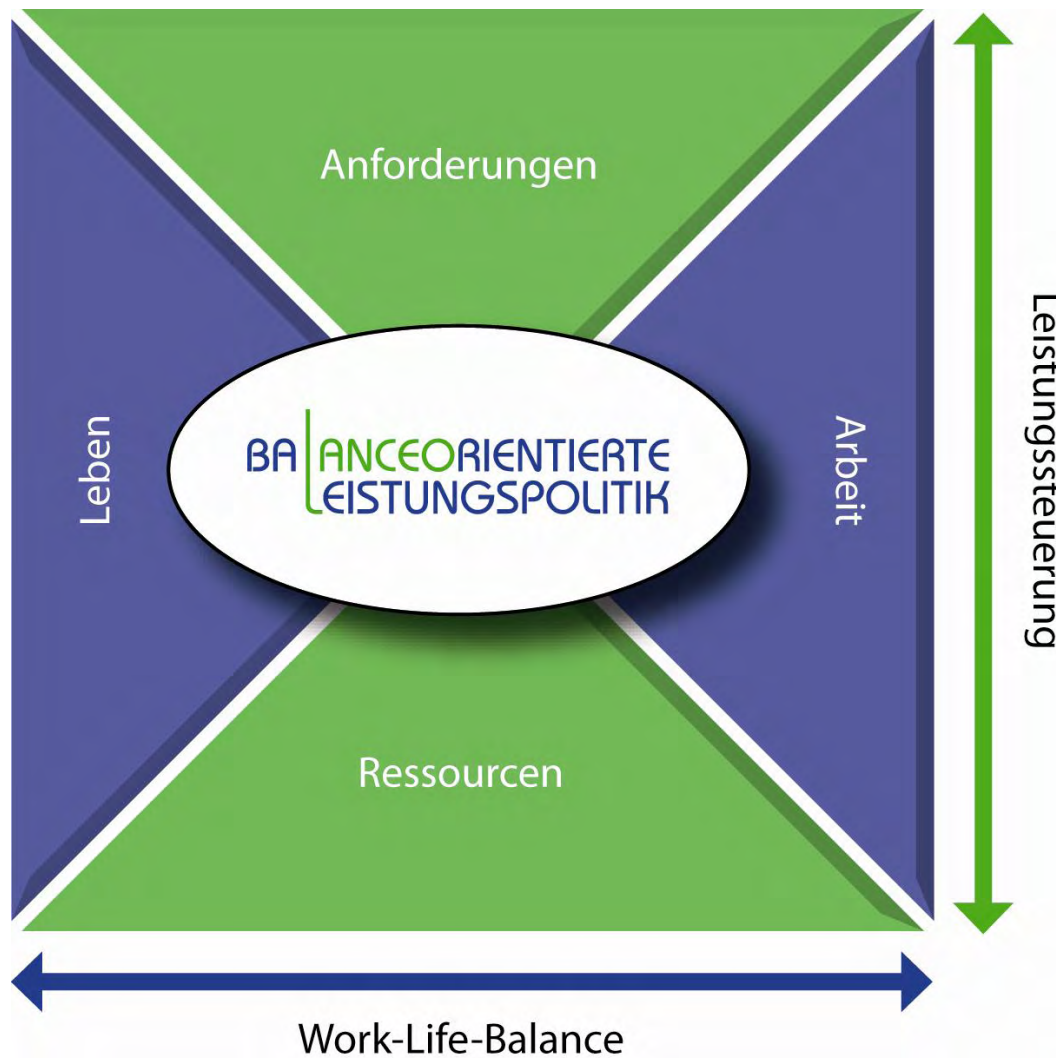 Anforderungen
Leben
BALANCEORIENTIERTE
LEISTUNGSPOLITIK
Arbeit
Leistungssteuerung
Ressourcen
Work-Life-Balance